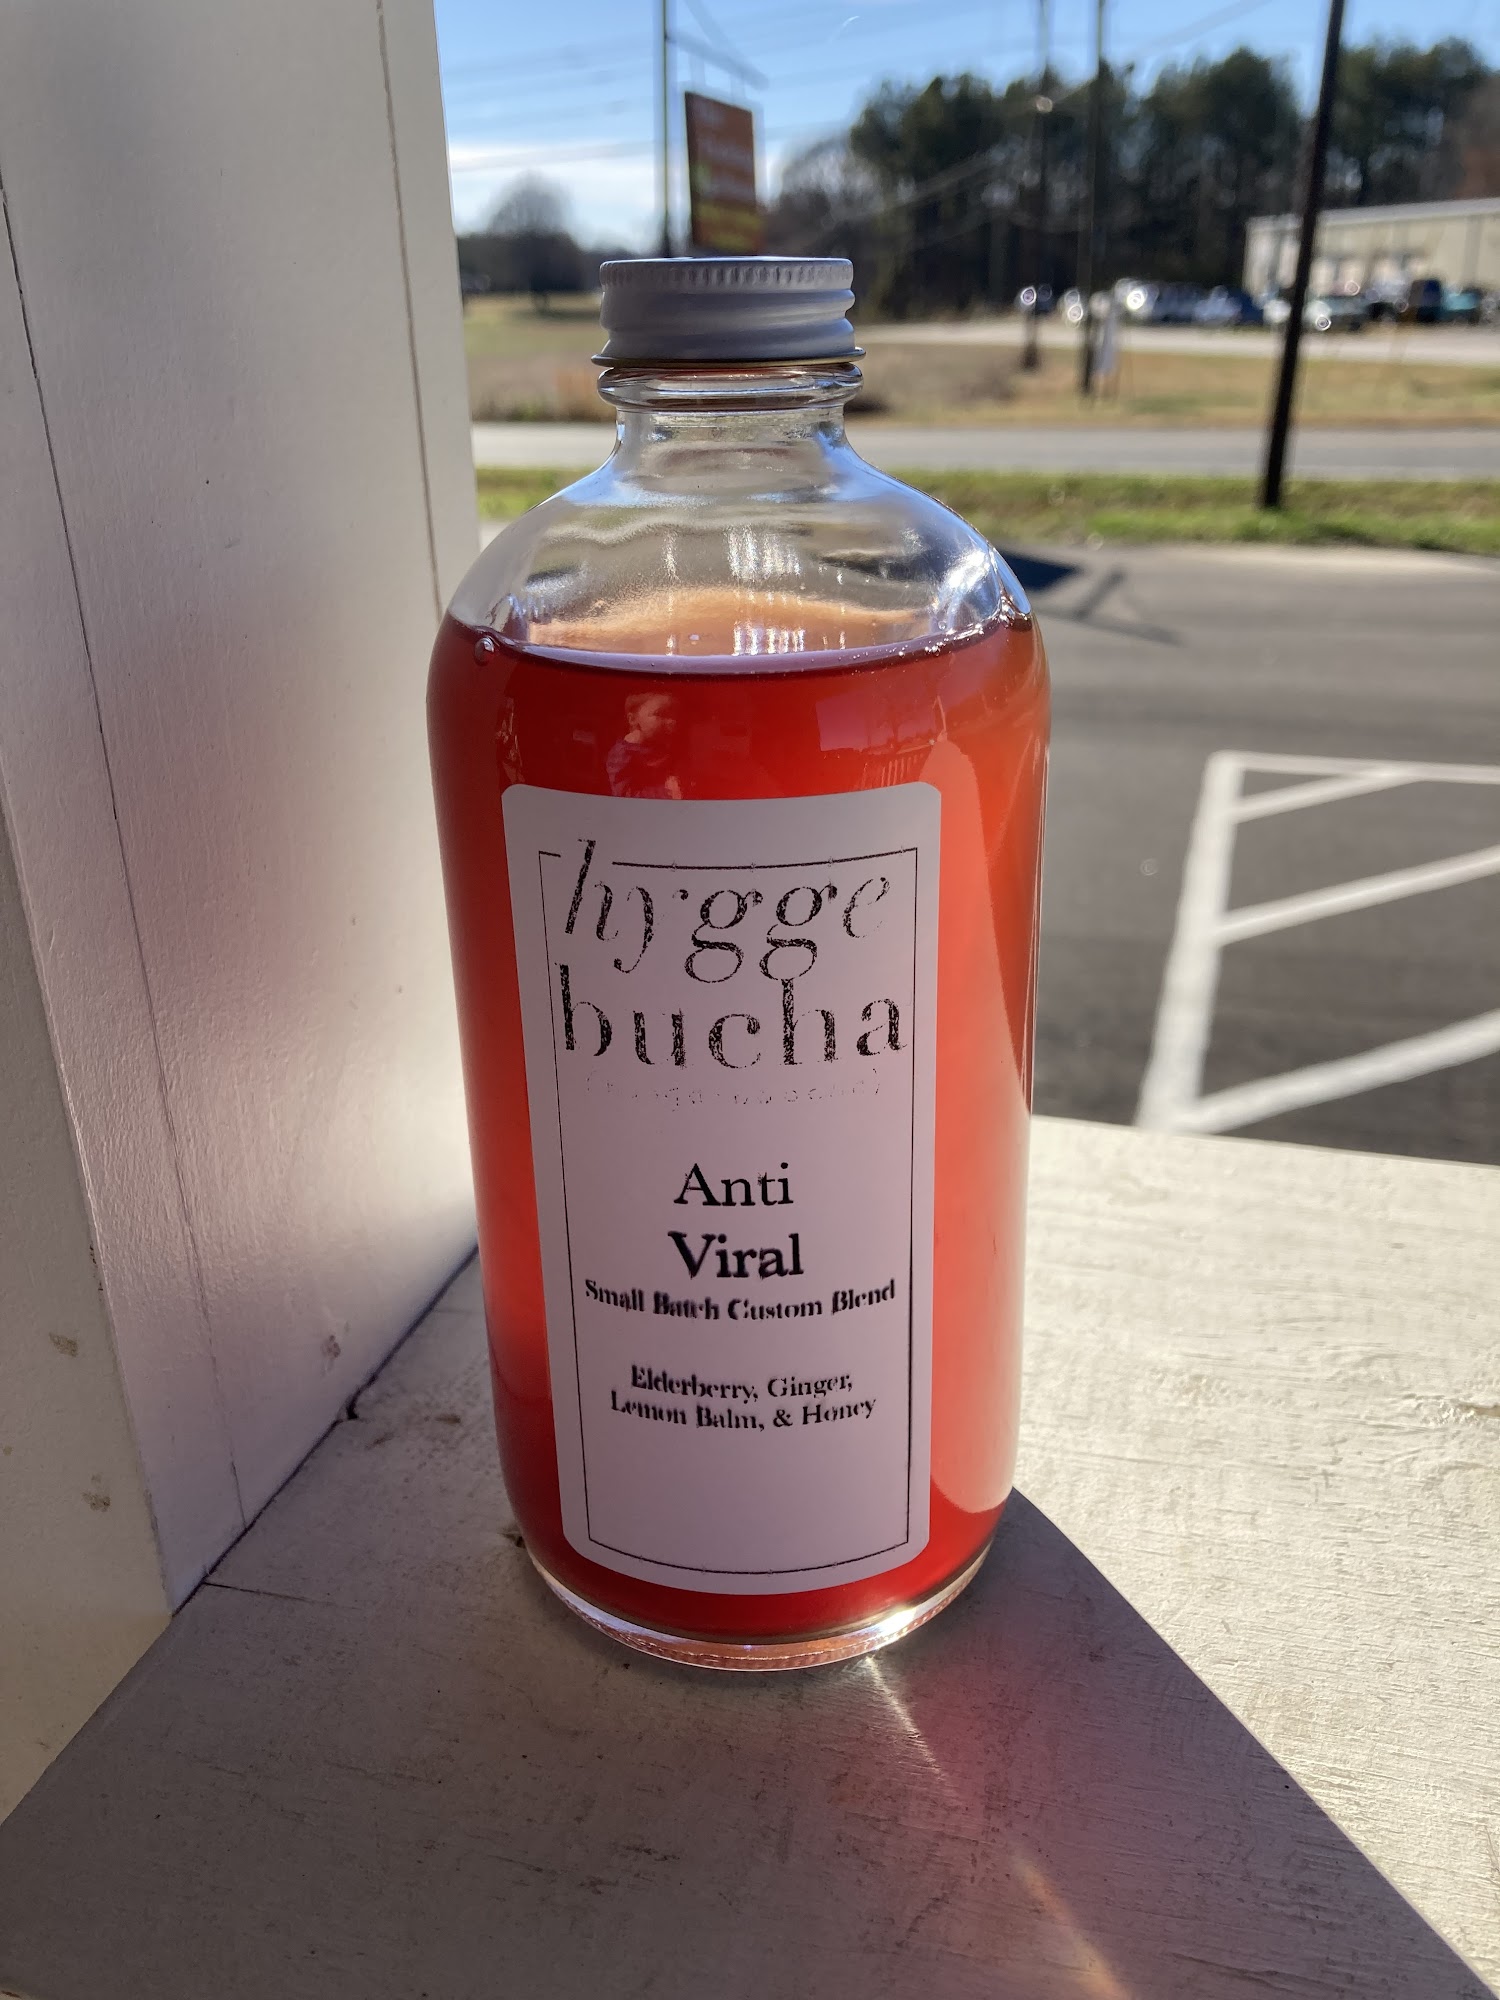 hygge
bucha
Anti
Viral
Small Batch Custom Blend
Elderberry, Ginger,
Lemon Balm, & Honey